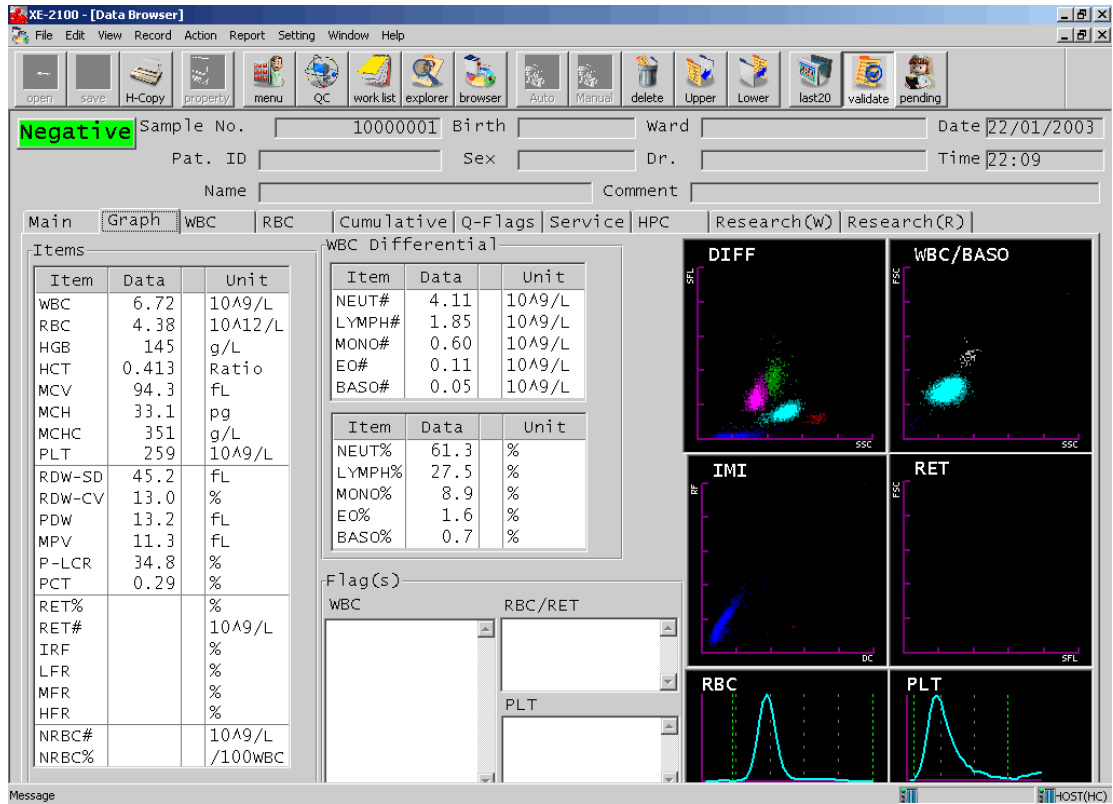 XE-2100 - [Data Browser]
File Edit View Record Action Report Setting Window Help
open save H-Copy property menu QC work list explorer browser Auto Manual delete Upper Lower last20 validate pending
Negative Sample No. 10000001 Birth Ward Date 22/01/2003
Pat. ID Sex Dr. Time 22:09
Name Comment
Main Graph WBC RBC Cumulative Q-Flags Service HPC Research(W) Research(R)
Items
Item Data Unit
WBC 6.72 10^9/L
RBC 4.38 10^12/L
HGB 145 g/L
HCT 0.413 Ratio
MCV 94.3 fL
MCH 33.1 pg
MCHC 351 g/L
PLT 259 10^9/L
RDW-SD 45.2 fL
RDW-CV 13.0 %
PDW 13.2 fL
MPV 11.3 fL
P-LCR 34.8 %
PCT 0.29 %
RET% %
RET# 10^9/L
IRF %
LFR %
MFR %
HFR %
NRBC# 10^9/L
NRBC% /100WBC
WBC Differential
Item Data Unit
NEUT# 4.11 10^9/L
LYMPH# 1.85 10^9/L
MONO# 0.60 10^9/L
EO# 0.11 10^9/L
BASO# 0.05 10^9/L
Item Data Unit
NEUT% 61.3 %
LYMPH% 27.5 %
MONO% 8.9 %
EO% 1.6 %
BASO% 0.7 %
Flag(s)
WBC RBC/RET
PLT
DIFF
SFL
SSC
WBC/BASO
FSC
SSC
IMI
RF
DC
RET
FSC
SFL
RBC
PLT
Message HOST(HC)